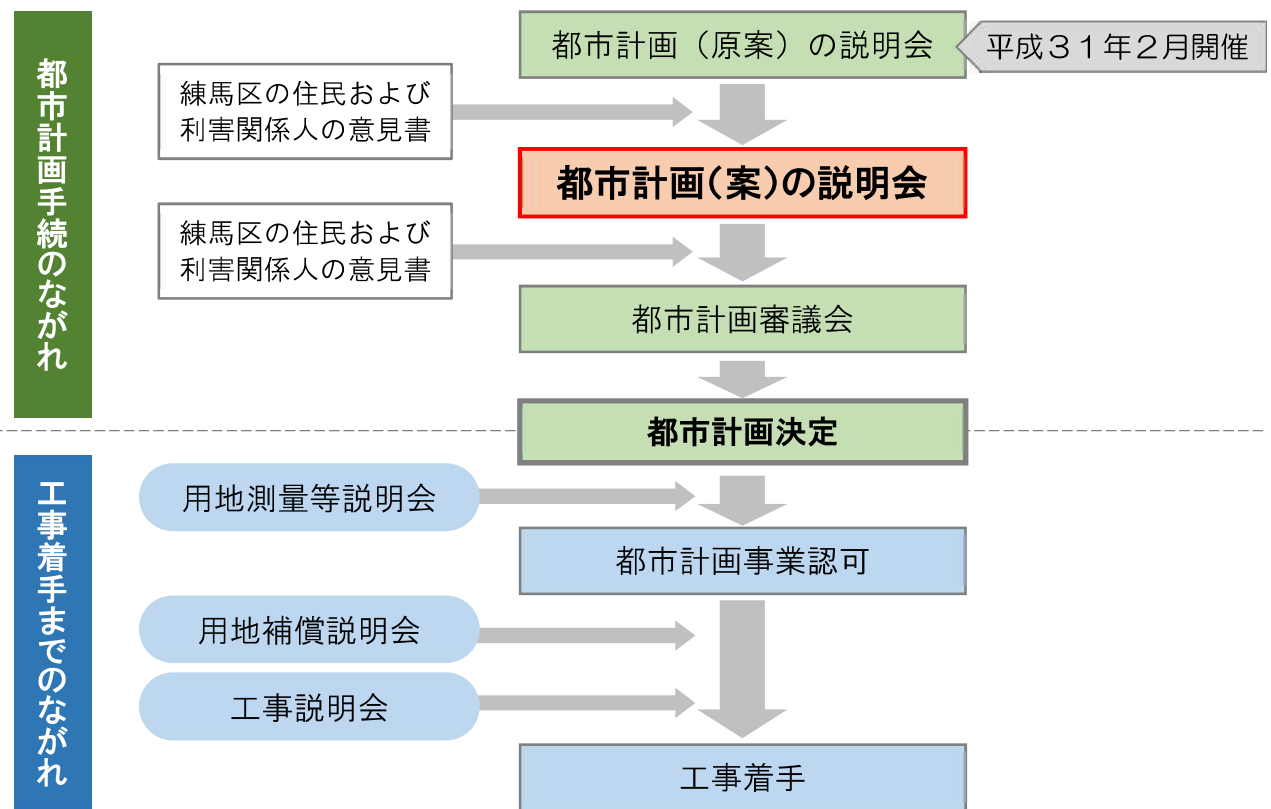 都市計画手続のながれ
都市計画（原案）の説明会
平成３１年２月開催
練馬区の住民および
利害関係人の意見書
都市計画(案)の説明会
練馬区の住民および
利害関係人の意見書
都市計画審議会
都市計画決定
工事着手までのながれ
用地測量等説明会
都市計画事業認可
用地補償説明会
工事説明会
工事着手